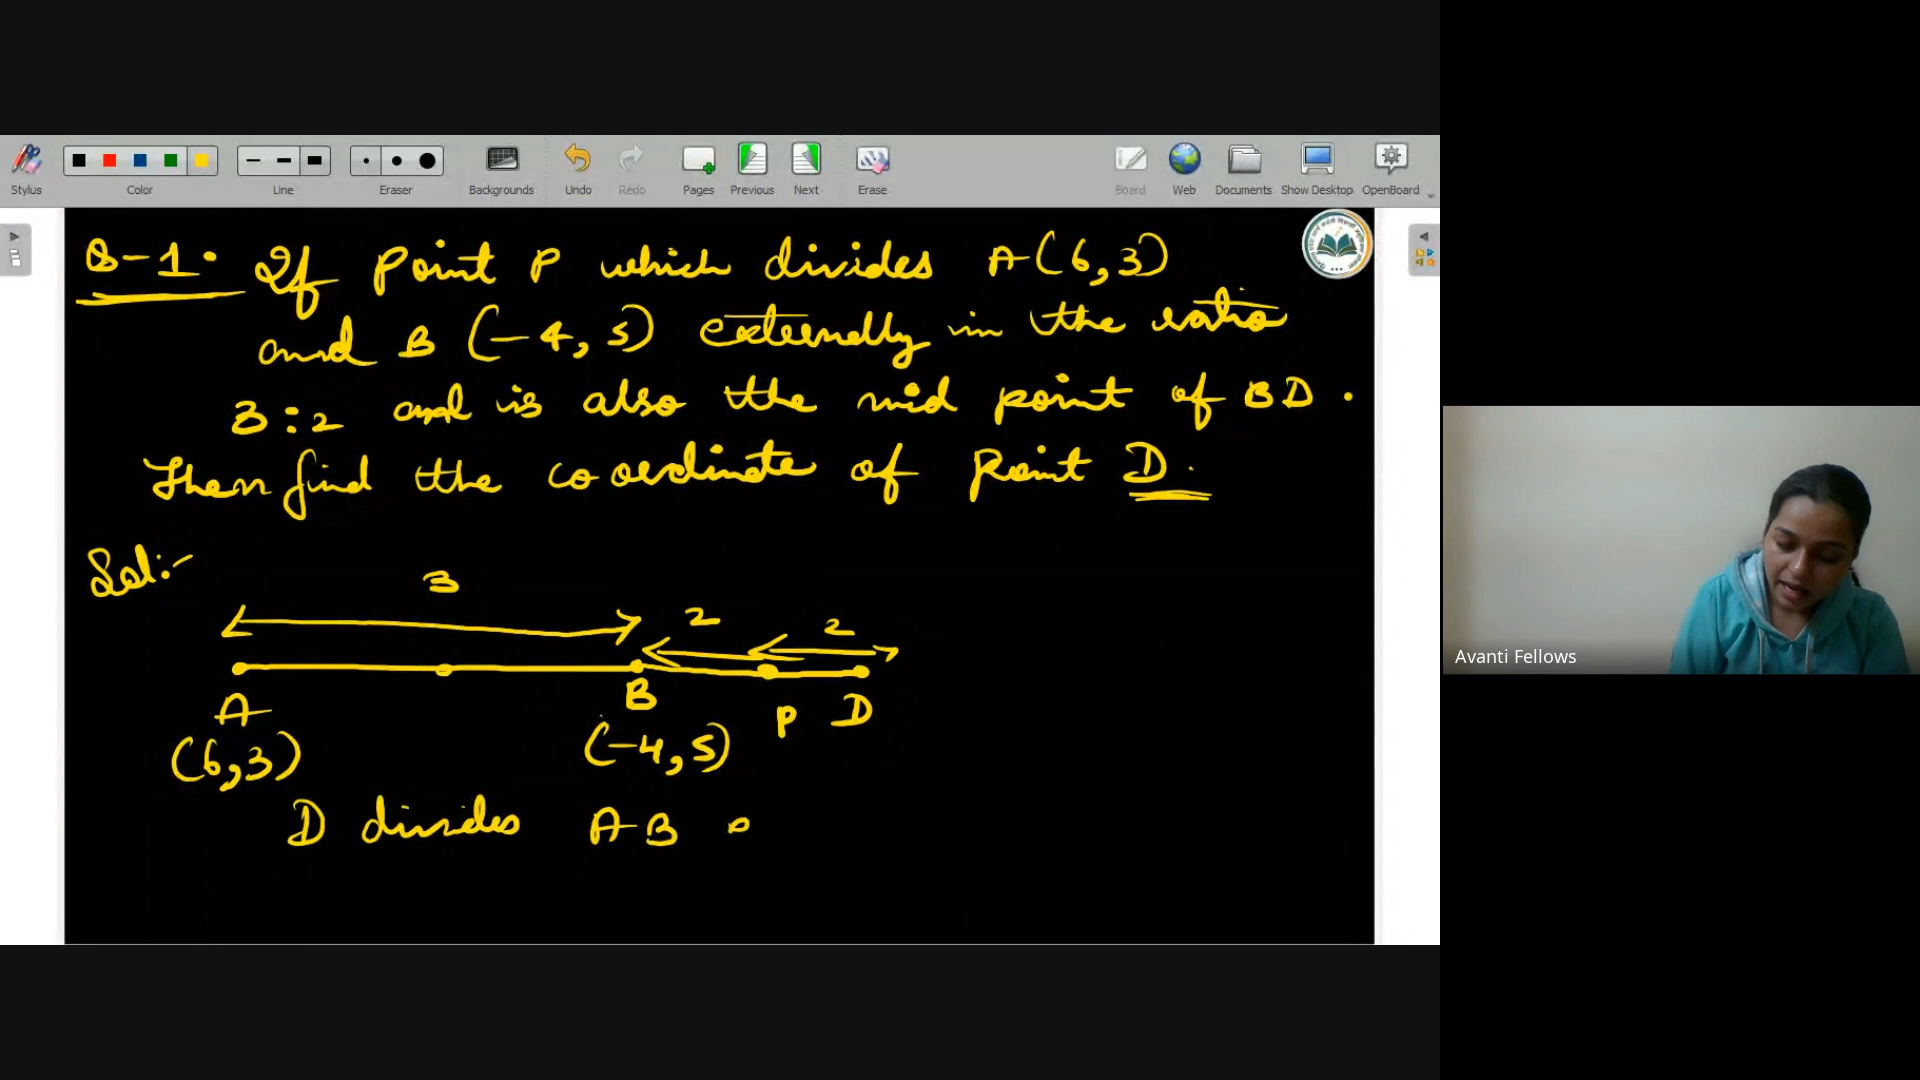 Stylus Color Line Eraser Backgrounds Undo Redo Pages Previous Next Erase Board Web Documents Show Desktop OpenBoard
Q-1. If point P which divides A(6,3)
and B (-4, 5) externally in the ratio
3:2 and is also the mid point of BD.
Then find the coordinate of point D.
Sol:-
3
2 2
A B P D
(6,3) (-4,5)
D divides AB
Avanti Fellows